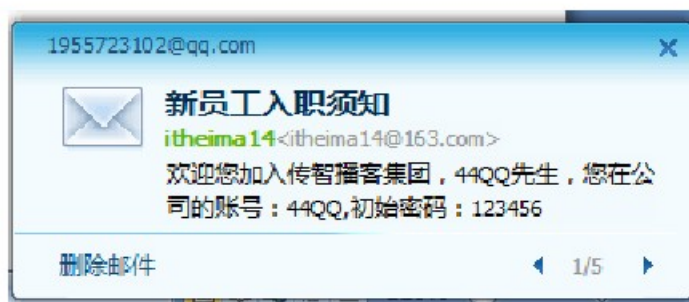 1955723102@qq.com
新员工入职须知
itheima14<itheima14@163.com>
欢迎您加入传智播客集团，44QQ先生，您在公
司的账号：44QQ,初始密码：123456
删除邮件
1/5